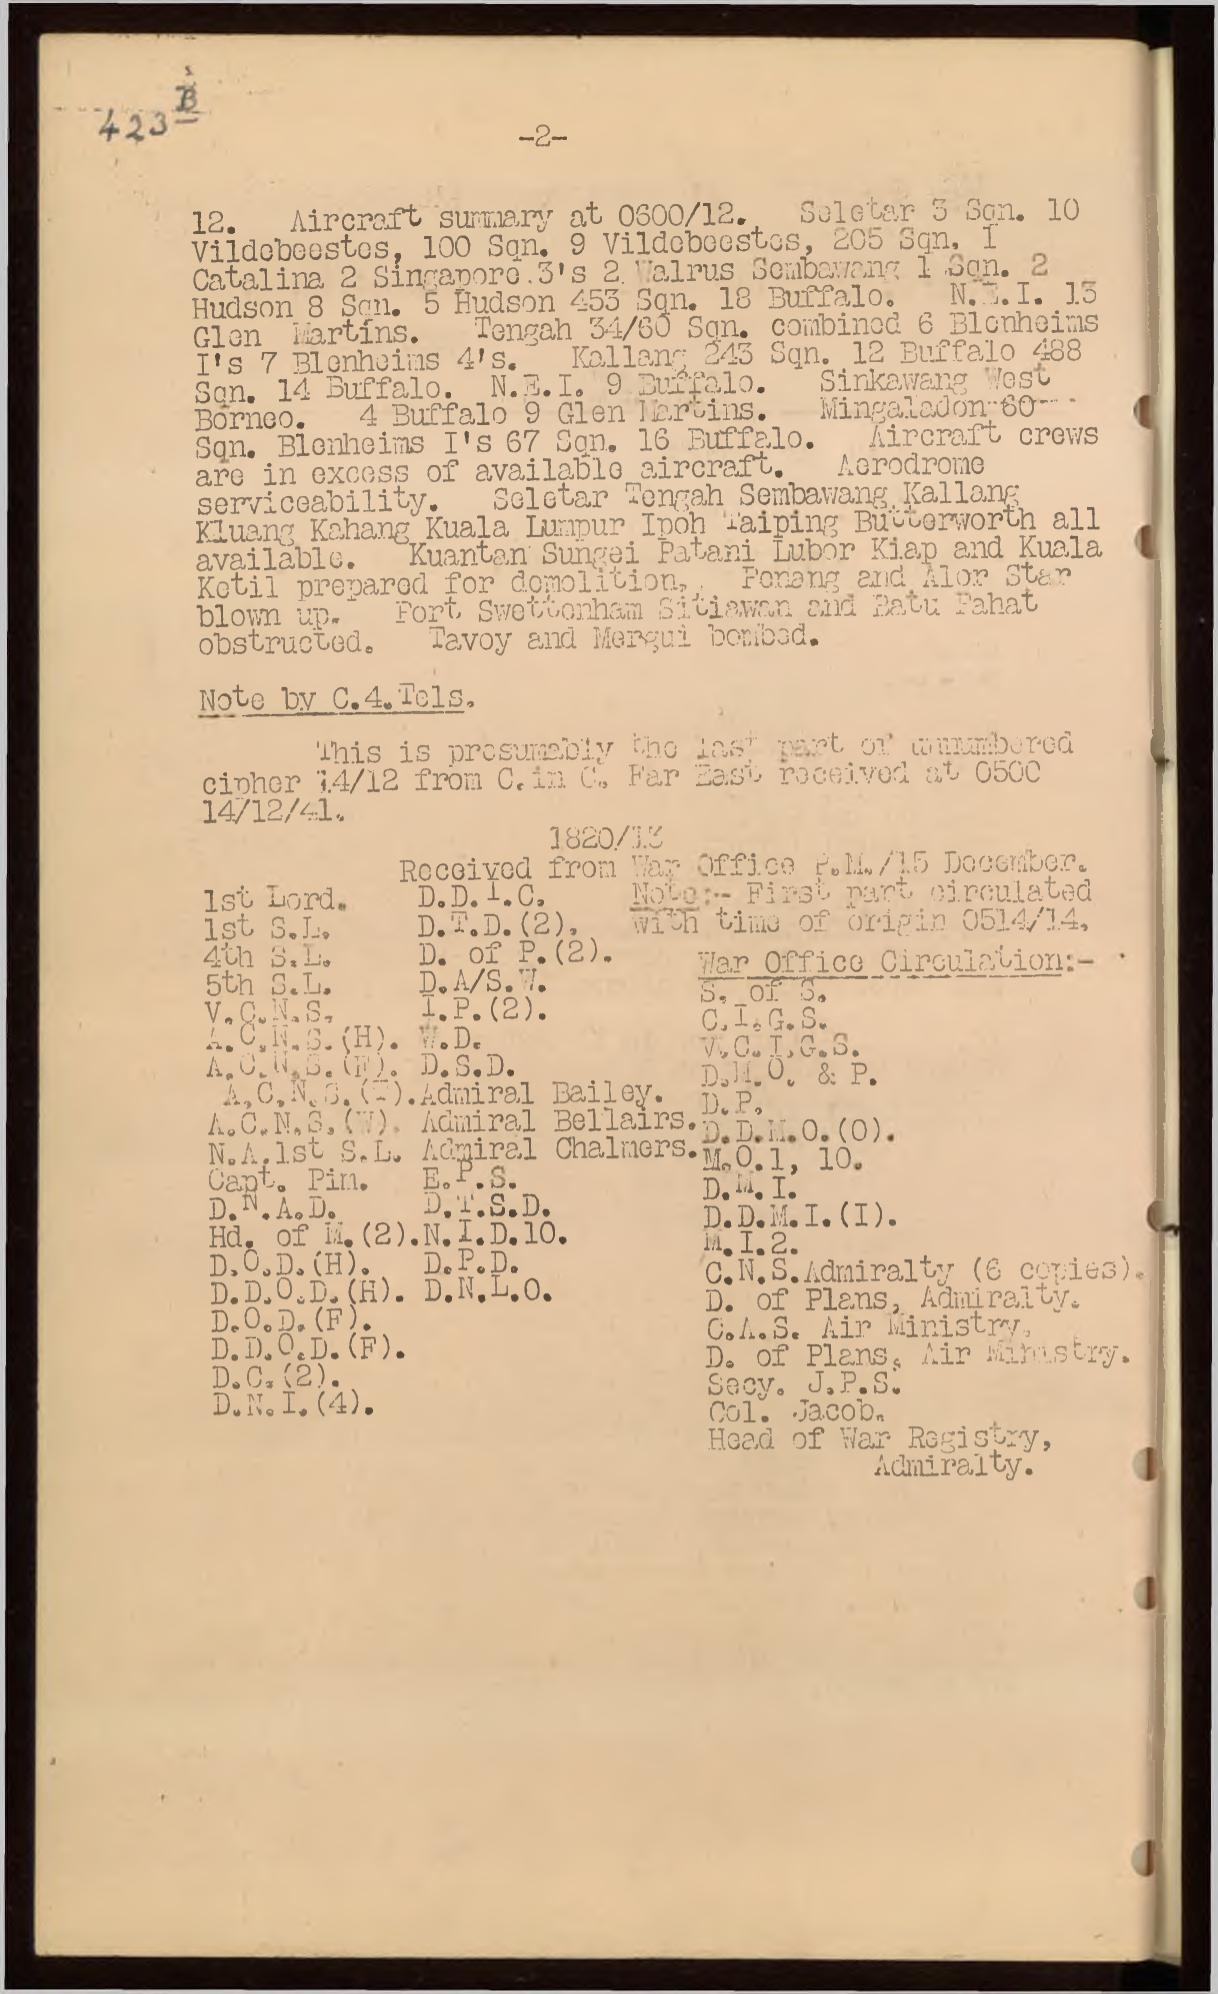 423 B
-2-
12. Aircraft summary at 0600/12. Seletar 3 Sqn. 10
Vildebeestes, 100 Sqn. 9 Vildebeestes, 205 Sqn. 1
Catalina 2 Singapore 3's 2 Walrus Sembawang 1 Sqn. 2
Hudson 8 Sqn. 5 Hudson 453 Sqn. 18 Buffalo. N.E.I. 13
Glen Martins. Tengah 34/60 Sqn. combined 6 Blenheims
I's 7 Blenheims 4's. Kallang 243 Sqn. 12 Buffalo 488
Sqn. 14 Buffalo. N.E.I. 9 Buffalo. Sinkawang West
Borneo. 4 Buffalo 9 Glen Martins. Mingaladon 60
Sqn. Blenheims I's 67 Sqn. 16 Buffalo. Aircraft crews
are in excess of available aircraft. Aerodrome
serviceability. Seletar Tengah Sembawang Kallang
Kluang Kahang Kuala Lumpur Ipoh Taiping Butterworth all
available. Kuantan Sungei Patani Lubor Kiap and Kuala
Ketil prepared for demolition,. Penang and Alor Star
blown up. Port Swettenham Sitiawan and Batu Pahat
obstructed. Tavoy and Mergui bombed.
Note by C.4.Tels.
This is presumably the last part of unnumbered
cipher 14/12 from C. in C. Far East received at 0500
14/12/41.
1820/13
Received from War Office P.M./15 December.
Note:- First part circulated
with time of origin 0514/14.
1st Lord. D.D.I.C.
1st S.L. D.T.D.(2).
4th S.L. D. of P.(2).
5th S.L. D.A/S.W.
V.C.N.S. I.P.(2).
A.C.N.S.(H). W.D.
A.C.N.S.(F). D.S.D.
A.C.N.S.(T). Admiral Bailey.
A.C.N.S.(W). Admiral Bellairs.
N.A.1st S.L. Admiral Chalmers.
Capt. Pim. E.P.S.
D.N.A.D. D.T.S.D.
Hd. of M.(2). N.I.D.10.
D.O.D.(H). D.P.D.
D.D.O.D.(H). D.N.L.O.
D.O.D.(F).
D.D.O.D.(F).
D.C.(2).
D.N.I.(4).
War Office Circulation:-
S. of S.
C.I.G.S.
V.C.I.G.S.
D.M.O. & P.
D.P.
D.D.M.O.(O).
M.O.1, 10.
D.M.I.
D.D.M.I.(I).
M.I.2.
C.N.S.Admiralty (6 copies).
D. of Plans, Admiralty.
C.A.S. Air Ministry.
D. of Plans, Air Ministry.
Secy. J.P.S.
Col. Jacob.
Head of War Registry,
Admiralty.